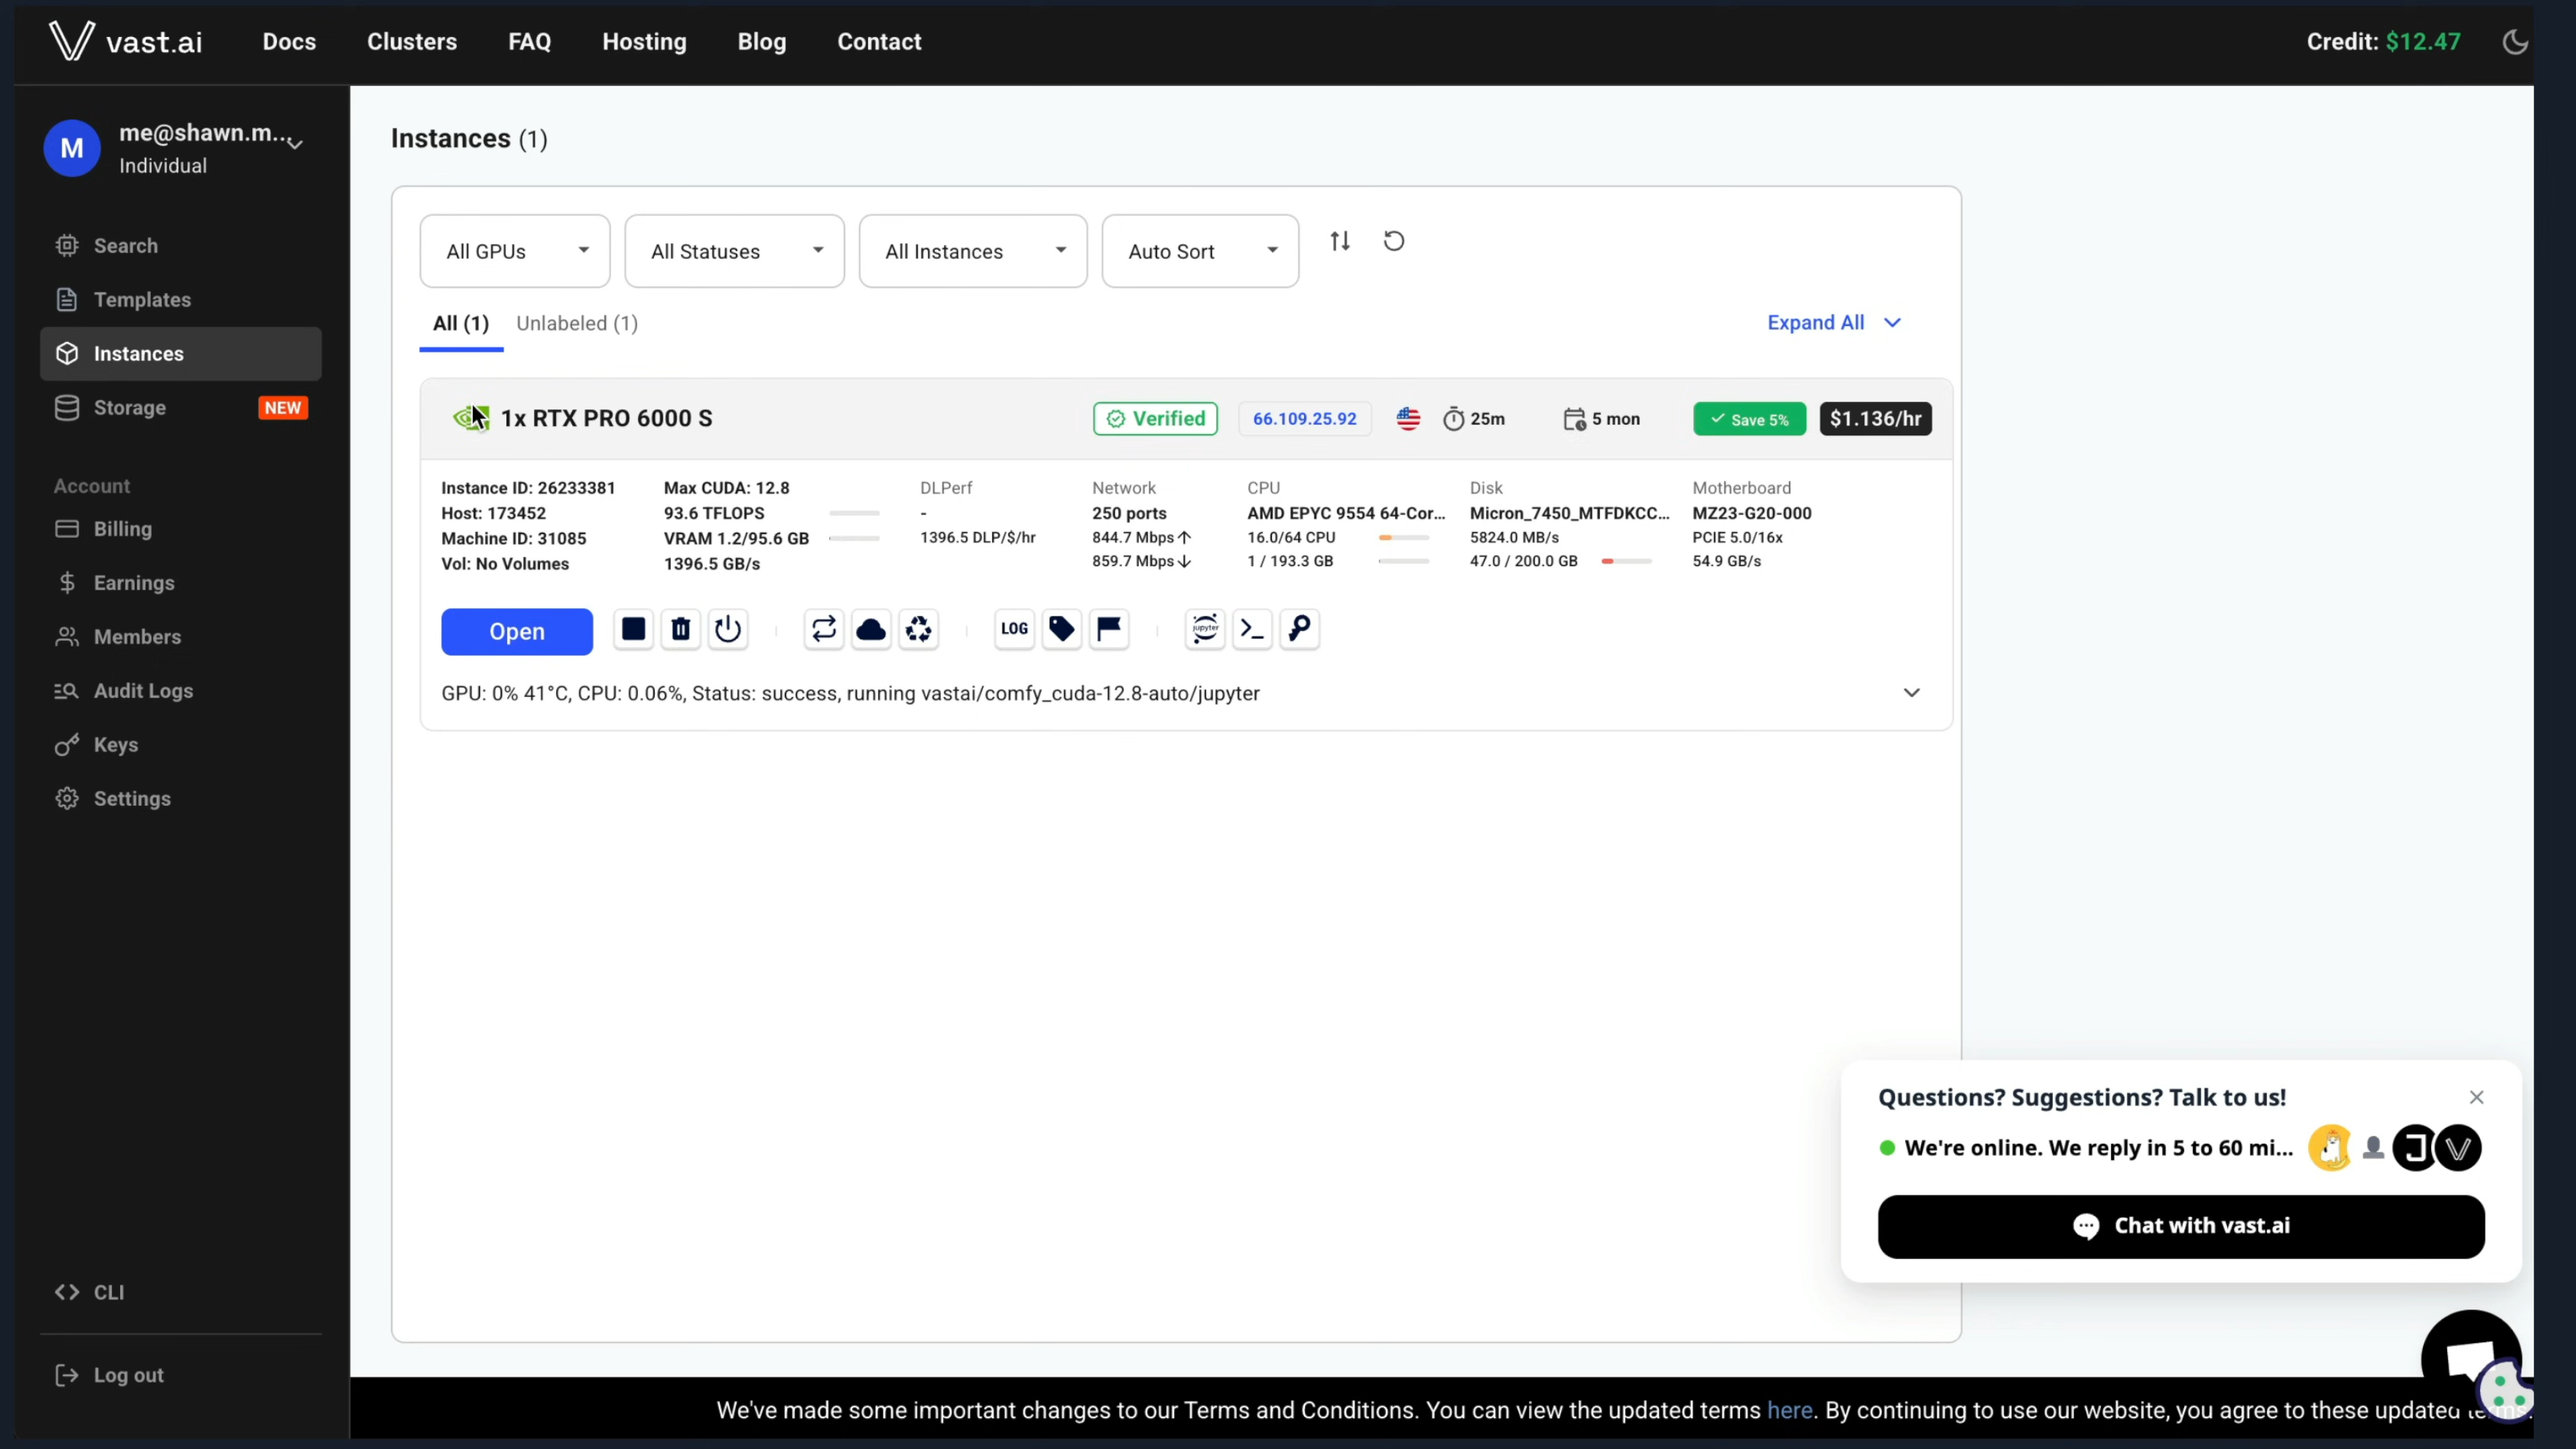 vast.ai Docs Clusters FAQ Hosting Blog Contact Credit: $12.47
M me@shawn.m...
Individual
Search
Templates
Instances
Storage NEW
Account
Billing
Earnings
Members
Audit Logs
Keys
Settings
CLI
Log out
Instances (1)
All GPUs All Statuses All Instances Auto Sort
All (1) Unlabeled (1) Expand All
1x RTX PRO 6000 S Verified 66.109.25.92 25m 5 mon Save 5% $1.136/hr
Instance ID: 26233381 Max CUDA: 12.8 DLPerf Network CPU Disk Motherboard
Host: 173452 93.6 TFLOPS - 250 ports AMD EPYC 9554 64-Cor... Micron_7450_MTFDKCC... MZ23-G20-000
Machine ID: 31085 VRAM 1.2/95.6 GB 1396.5 DLP/$/hr 844.7 Mbps↑ 16.0/64 CPU 5824.0 MB/s PCIE 5.0/16x
Vol: No Volumes 1396.5 GB/s 859.7 Mbps↓ 1 / 193.3 GB 47.0 / 200.0 GB 54.9 GB/s
Open LOG jupyter
GPU: 0% 41°C, CPU: 0.06%, Status: success, running vastai/comfy_cuda-12.8-auto/jupyter
Questions? Suggestions? Talk to us!
We're online. We reply in 5 to 60 mi... J
Chat with vast.ai
We've made some important changes to our Terms and Conditions. You can view the updated terms here. By continuing to use our website, you agree to these updated terms.